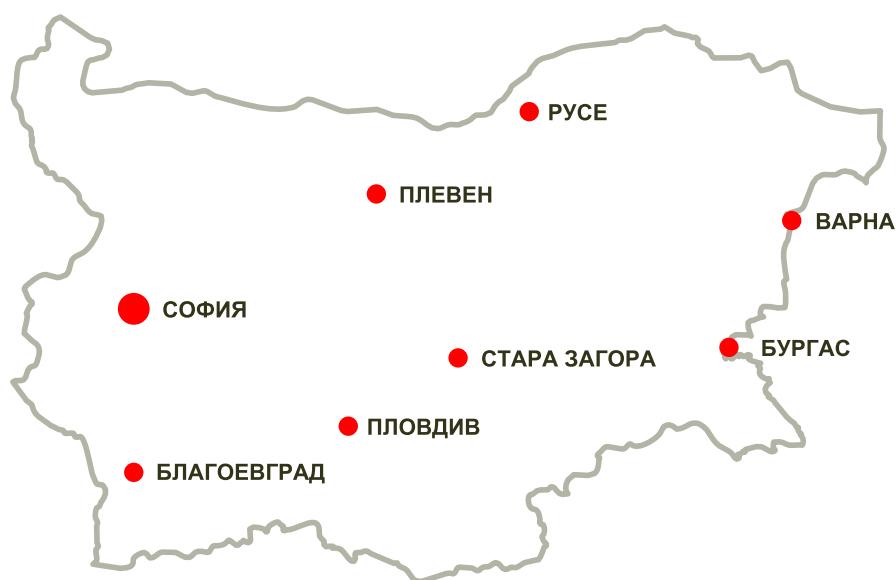 РУСЕ
ПЛЕВЕН
ВАРНА
СОФИЯ
БУРГАС
СТАРА ЗАГОРА
ПЛОВДИВ
БЛАГОЕВГРАД